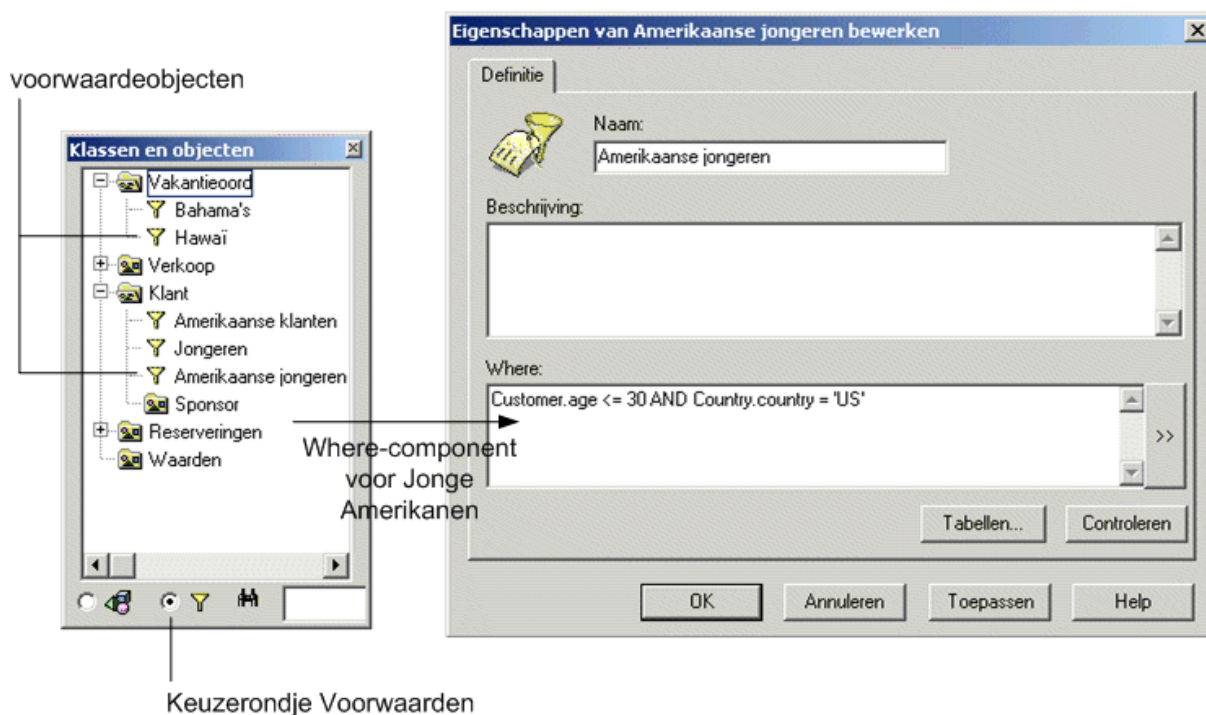 voorwaardeobjecten
Klassen en objecten
Vakantieoord
Bahama's
Hawaï
Verkoop
Klant
Amerikaanse klanten
Jongeren
Amerikaanse jongeren
Sponsor
Reserveringen
Waarden
Keuzerondje Voorwaarden
Where-component
voor Jonge
Amerikanen
Eigenschappen van Amerikaanse jongeren bewerken
Definitie
Naam:
Amerikaanse jongeren
Beschrijving:
Where:
Customer.age <= 30 AND Country.country = 'US'
>>
Tabellen... Controleren
OK Annuleren Toepassen Help